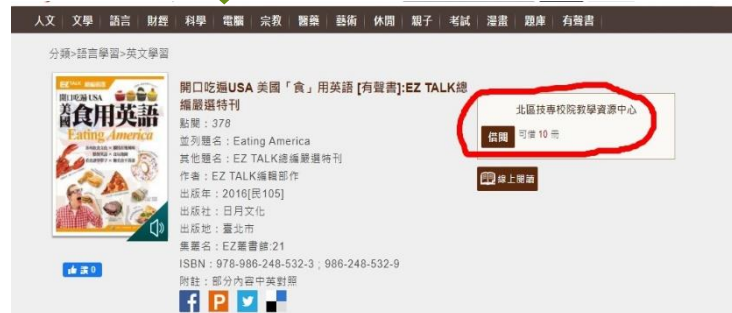 人文 文學 語言 財經 科學 電腦 宗教 醫藥 藝術 休閒 親子 考試 漫畫 題庫 有聲書
分類>語言學習>英文學習
開口吃遍USA
美國食用英語
Eating America
開口吃遍USA 美國「食」用英語 [有聲書]:EZ TALK總
編嚴選特刊
點閱：378
並列題名：Eating America
其他題名：EZ TALK總編嚴選特刊
作者：EZ TALK編輯部作
出版年：2016[民105]
出版社：日月文化
出版地：臺北市
集叢名：EZ叢書館:21
ISBN：978-986-248-532-3 ; 986-248-532-9
附註：部分內容中英對照
讚 0
北區技專校院教學資源中心
借閱 可借 10 冊
線上閱讀